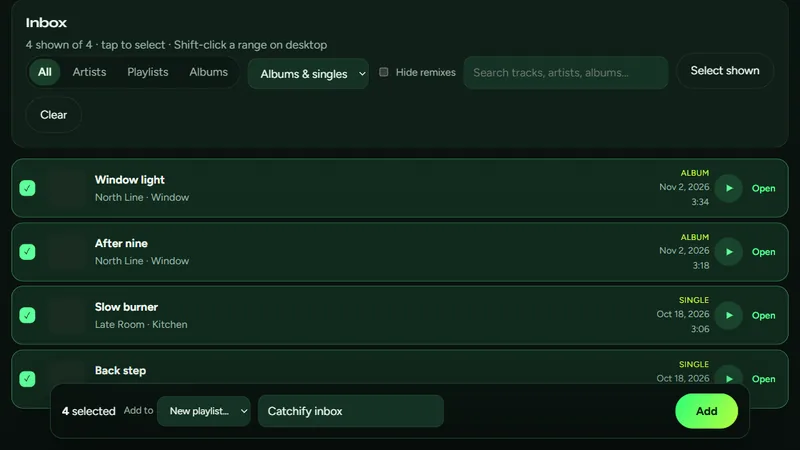 Inbox
4 shown of 4 · tap to select · Shift-click a range on desktop
All Artists Playlists Albums Albums & singles Hide remixes Search tracks, artists, albums... Select shown
Clear
Window light
North Line · Window
ALBUM
Nov 2, 2026
3:34
Open
After nine
North Line · Window
ALBUM
Nov 2, 2026
3:18
Open
Slow burner
Late Room · Kitchen
SINGLE
Oct 18, 2026
3:06
Open
Back step
SINGLE
Oct 18, 2026
Open
4 selected Add to New playlist... Catchify inbox Add